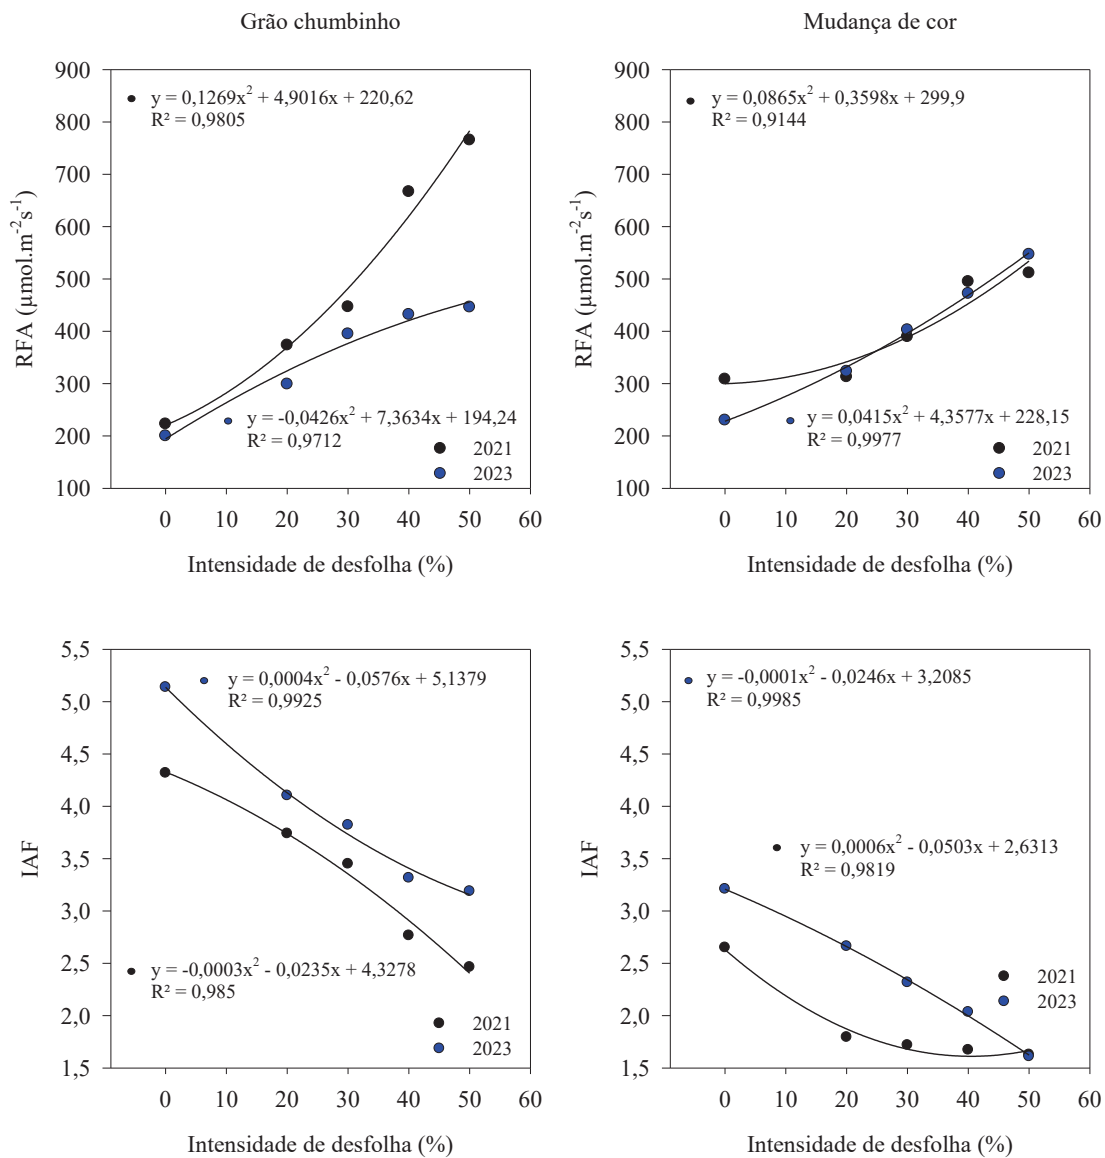 Grão chumbinho
Mudança de cor
900
800
700
600
500
400
300
200
100
RFA (µmol.m⁻²s⁻¹)
y = 0,1269x² + 4,9016x + 220,62
R² = 0,9805
y = -0,0426x² + 7,3634x + 194,24
R² = 0,9712
2021
2023
0 10 20 30 40 50 60
Intensidade de desfolha (%)
900
800
700
600
500
400
300
200
100
RFA (µmol.m⁻²s⁻¹)
y = 0,0865x² + 0,3598x + 299,9
R² = 0,9144
y = 0,0415x² + 4,3577x + 228,15
R² = 0,9977
2021
2023
0 10 20 30 40 50 60
Intensidade de desfolha (%)
5,5
5,0
4,5
4,0
3,5
3,0
2,5
2,0
1,5
IAF
y = 0,0004x² - 0,0576x + 5,1379
R² = 0,9925
y = -0,0003x² - 0,0235x + 4,3278
R² = 0,985
2021
2023
0 10 20 30 40 50 60
Intensidade de desfolha (%)
5,5
5,0
4,5
4,0
3,5
3,0
2,5
2,0
1,5
IAF
y = -0,0001x² - 0,0246x + 3,2085
R² = 0,9985
y = 0,0006x² - 0,0503x + 2,6313
R² = 0,9819
2021
2023
0 10 20 30 40 50 60
Intensidade de desfolha (%)